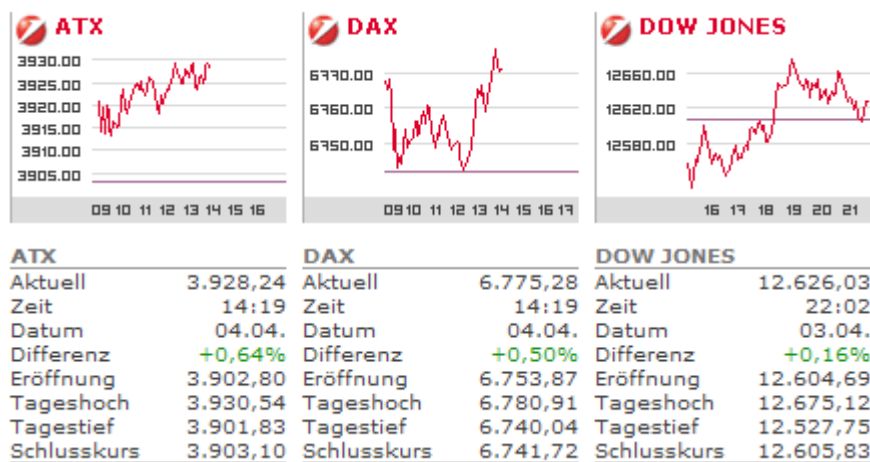 ATX
3930.00
3925.00
3920.00
3915.00
3910.00
3905.00
09 10 11 12 13 14 15 16
DAX
6770.00
6760.00
6750.00
09 10 11 12 13 14 15 16 17
DOW JONES
12660.00
12620.00
12580.00
16 17 18 19 20 21
ATX
Aktuell 3.928,24
Zeit 14:19
Datum 04.04.
Differenz +0,64%
Eröffnung 3.902,80
Tageshoch 3.930,54
Tagestief 3.901,83
Schlusskurs 3.903,10
DAX
Aktuell 6.775,28
Zeit 14:19
Datum 04.04.
Differenz +0,50%
Eröffnung 6.753,87
Tageshoch 6.780,91
Tagestief 6.740,04
Schlusskurs 6.741,72
DOW JONES
Aktuell 12.626,03
Zeit 22:02
Datum 03.04.
Differenz +0,16%
Eröffnung 12.604,69
Tageshoch 12.675,12
Tagestief 12.527,75
Schlusskurs 12.605,83